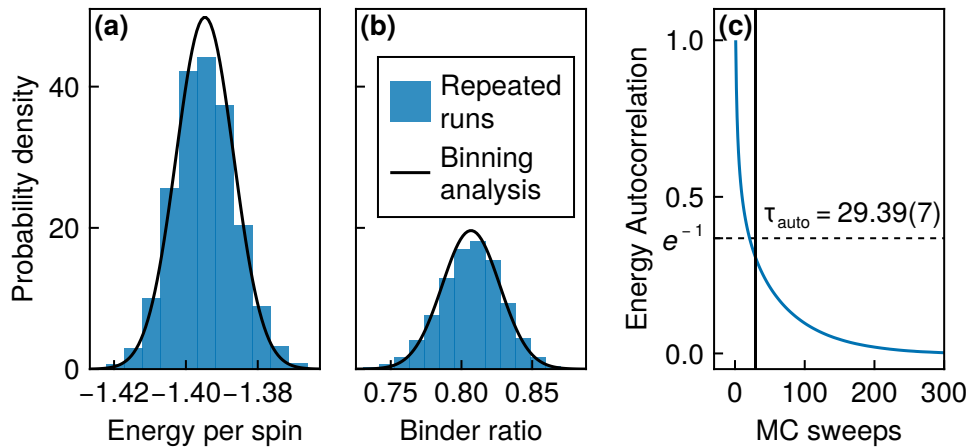 (a)
Probability density
40
20
0
−1.42
−1.40
−1.38
Energy per spin
(b)
Repeated
runs
Binning
analysis
0.75
0.80
0.85
Binder ratio
(c)
Energy Autocorrelation
1.0
0.5
e⁻¹
0.0
τ_auto = 29.39(7)
0
100
200
300
MC sweeps